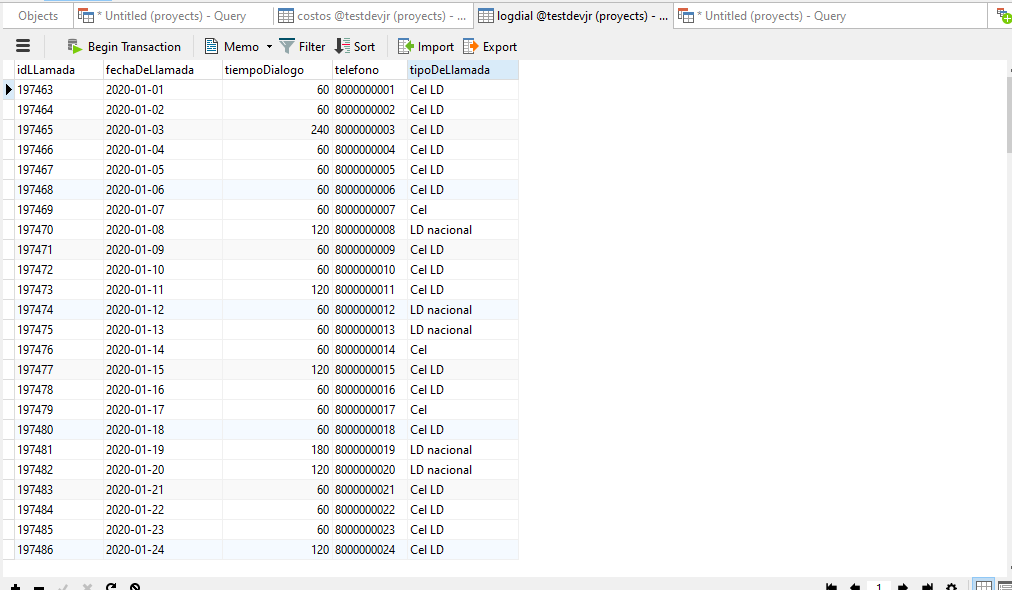 Objects * Untitled (proyects) - Query costos @testdevjr (proyects) - ... logdial @testdevjr (proyects) - ... * Untitled (proyects) - Query
Begin Transaction Memo Filter Sort Import Export
idLLamada fechaDeLlamada tiempoDialogo telefono tipoDeLlamada
197463 2020-01-01 60 8000000001 Cel LD
197464 2020-01-02 60 8000000002 Cel LD
197465 2020-01-03 240 8000000003 Cel LD
197466 2020-01-04 60 8000000004 Cel LD
197467 2020-01-05 60 8000000005 Cel LD
197468 2020-01-06 60 8000000006 Cel LD
197469 2020-01-07 60 8000000007 Cel
197470 2020-01-08 120 8000000008 LD nacional
197471 2020-01-09 60 8000000009 Cel LD
197472 2020-01-10 60 8000000010 Cel LD
197473 2020-01-11 120 8000000011 Cel LD
197474 2020-01-12 60 8000000012 LD nacional
197475 2020-01-13 60 8000000013 LD nacional
197476 2020-01-14 60 8000000014 Cel
197477 2020-01-15 120 8000000015 Cel LD
197478 2020-01-16 60 8000000016 Cel LD
197479 2020-01-17 60 8000000017 Cel
197480 2020-01-18 60 8000000018 Cel LD
197481 2020-01-19 180 8000000019 LD nacional
197482 2020-01-20 120 8000000020 LD nacional
197483 2020-01-21 60 8000000021 Cel LD
197484 2020-01-22 60 8000000022 Cel LD
197485 2020-01-23 60 8000000023 Cel LD
197486 2020-01-24 120 8000000024 Cel LD
1